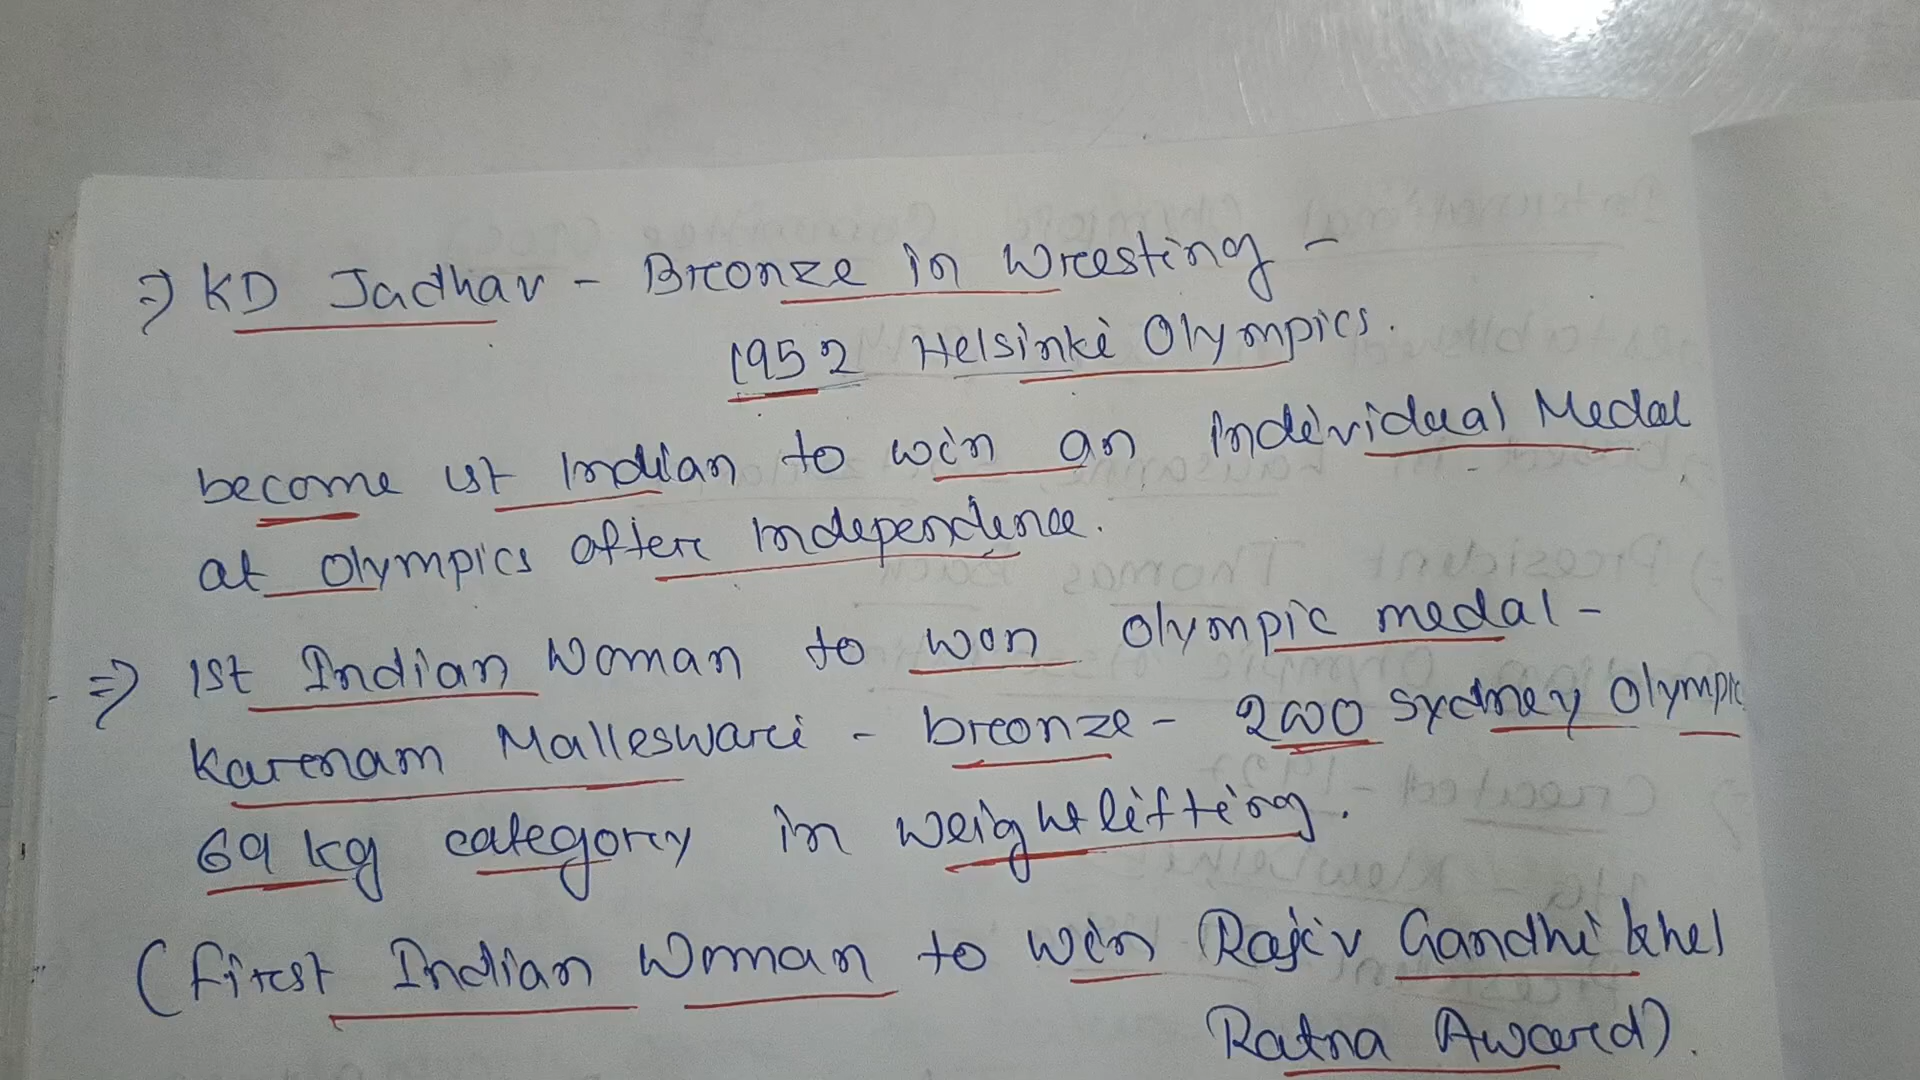 ⇒ KD Jadhav - Bronze in Wresting -
1952 Helsinki Olympics.
become 1st Indian to win an Individual Medal
at Olympics after Independence.
⇒ 1st Indian Woman to won Olympic medal -
Karenam Malleswari - bronze - 2000 Sydney Olympic
69 kg category in weightlifting.
(First Indian Woman to win Rajiv Gandhi khel
Ratna Award).